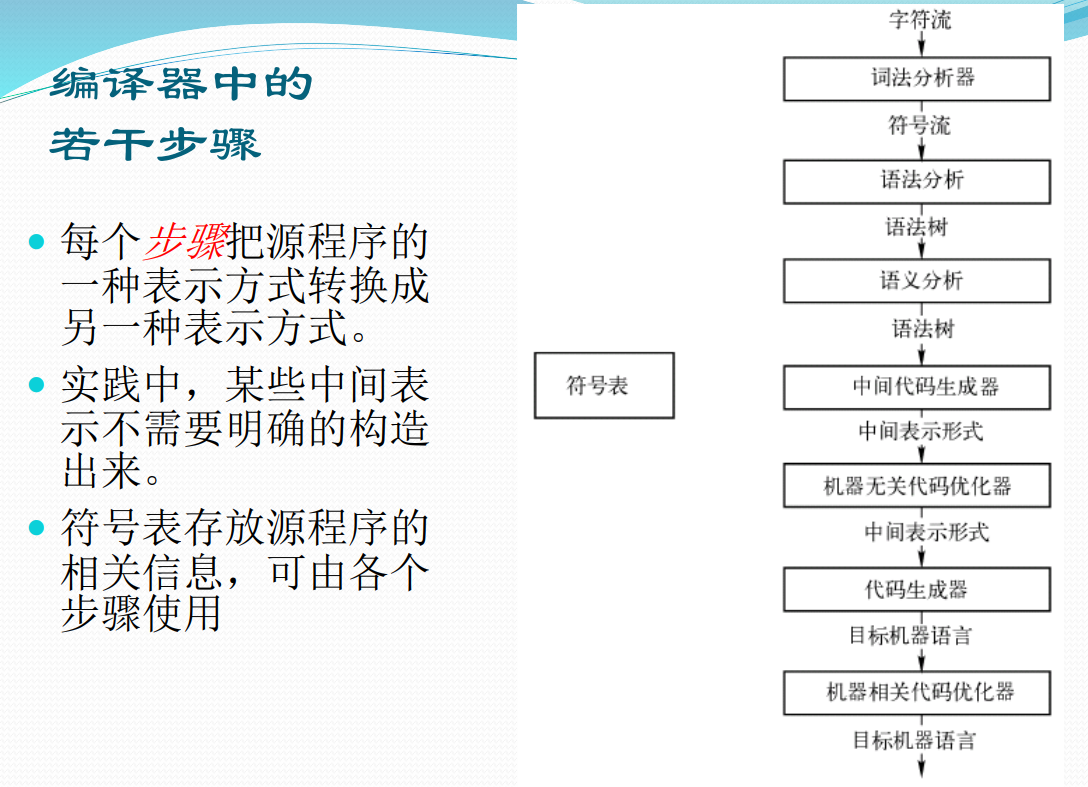 编译器中的
若干步骤
每个步骤把源程序的
一种表示方式转换成
另一种表示方式。
实践中，某些中间表
示不需要明确的构造
出来。
符号表存放源程序的
相关信息，可由各个
步骤使用
符号表
字符流
词法分析器
符号流
语法分析
语法树
语义分析
语法树
中间代码生成器
中间表示形式
机器无关代码优化器
中间表示形式
代码生成器
目标机器语言
机器相关代码优化器
目标机器语言